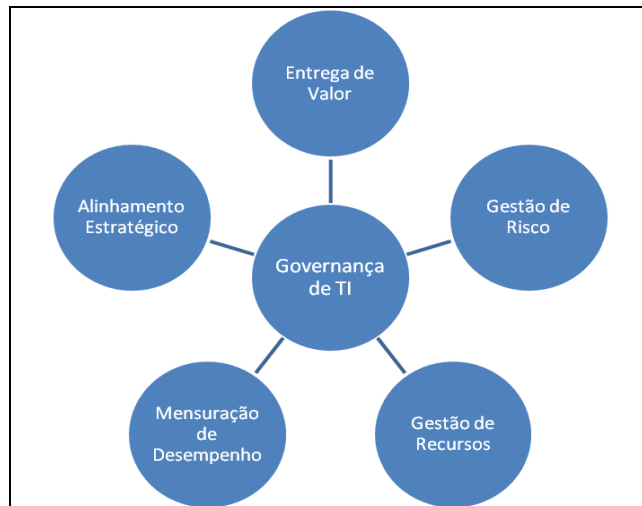 Entrega de
Valor
Alinhamento
Estratégico
Gestão de
Risco
Governança
de TI
Mensuração
de
Desempenho
Gestão de
Recursos